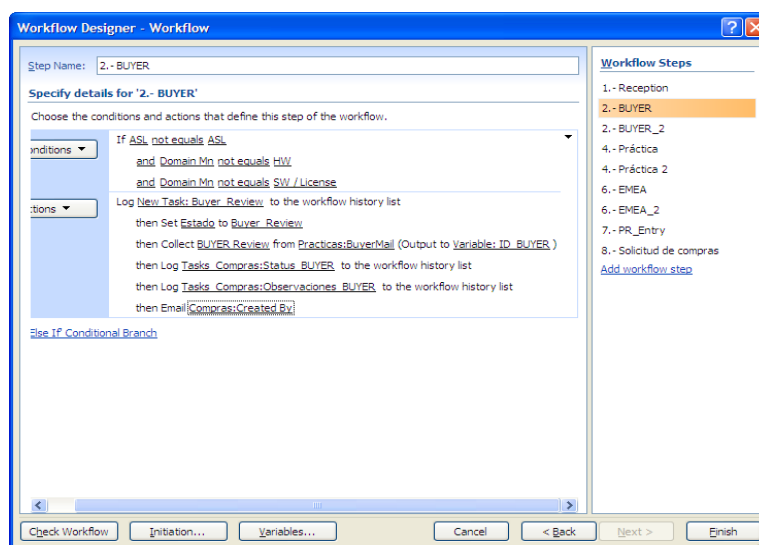 Workflow Designer - Workflow
Step Name: 2.- BUYER
Specify details for '2.- BUYER'
Choose the conditions and actions that define this step of the workflow.
onditions
If ASL not equals ASL
and Domain Mn not equals HW
and Domain Mn not equals SW / License
ctions
Log New Task: Buyer_Review to the workflow history list
then Set Estado to Buyer_Review
then Collect BUYER Review from Practicas:BuyerMail (Output to Variable: ID_BUYER )
then Log Tasks_Compras:Status_BUYER to the workflow history list
then Log Tasks_Compras:Observaciones_BUYER to the workflow history list
then Email Compras:Created By
Else If' Conditional Branch
Workflow Steps
1.- Reception
2.- BUYER
2.- BUYER_2
4.- Práctica
4.- Práctica 2
6.- EMEA
6.- EMEA_2
7.- PR_Entry
8.- Solicitud de compras
Add workflow step
Check Workflow
Initiation...
Variables...
Cancel
< Back
Next >
Finish